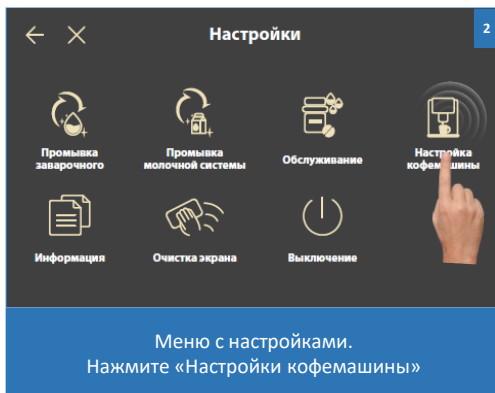 Настройки
2
Промывка
заварочного
Промывка
молочной системы
Обслуживание
Настройка
кофемашины
Информация
Очистка экрана
Выключение
Меню с настройками.
Нажмите «Настройки кофемашины»